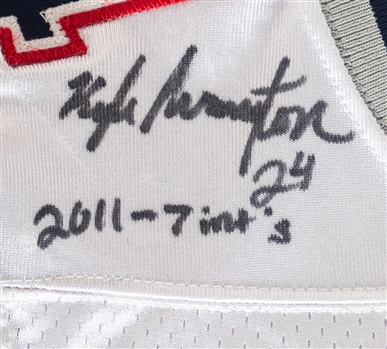 Kyle Arrington
24
2011 - 7 int's